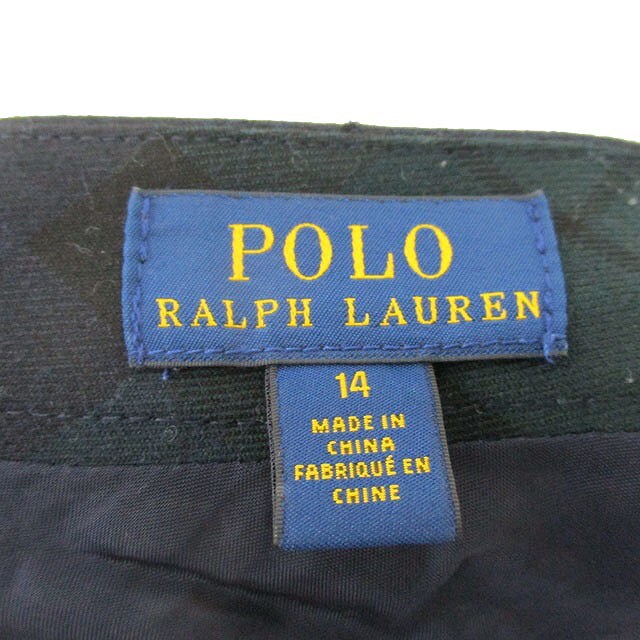 POLO
RALPH LAUREN
14
MADE IN
CHINA
FABRIQUÉ EN
CHINE